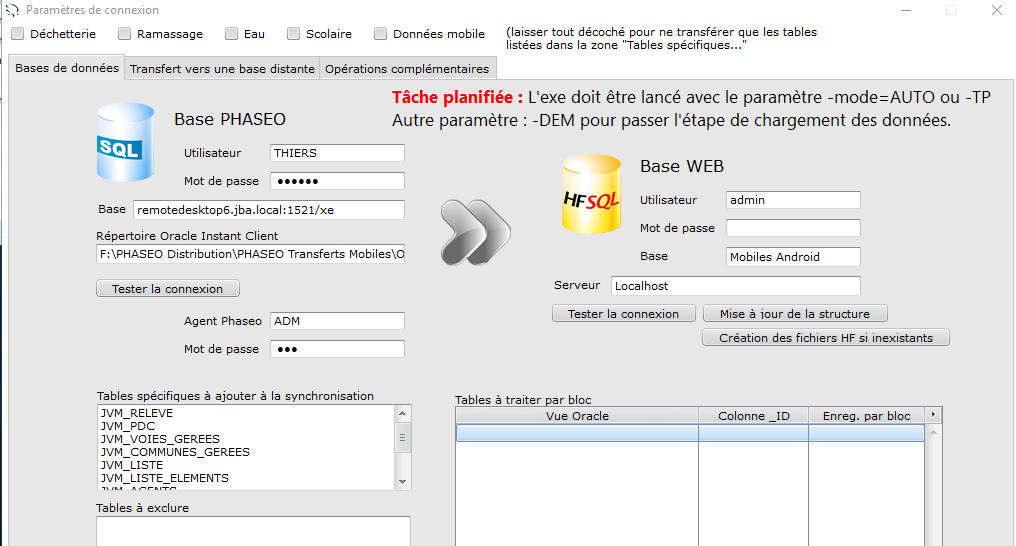 Paramètres de connexion
Déchetterie Ramassage Eau Scolaire Données mobile
(laisser tout décoché pour ne transférer que les tables
listées dans la zone "Tables spécifiques..."
Bases de données Transfert vers une base distante Opérations complémentaires
Tâche planifiée : L'exe doit être lancé avec le paramètre -mode=AUTO ou -TP
Autre paramètre : -DEM pour passer l'étape de chargement des données.
SQL
Base PHASEO
Utilisateur THIERS
Mot de passe ••••••
Base remotedesktop6.jba.local:1521/xe
Répertoire Oracle Instant Client
F:\PHASEO Distribution\PHASEO Transferts Mobiles\O
Tester la connexion
Agent Phaseo ADM
Mot de passe •••
HFSQL
Base WEB
Utilisateur admin
Mot de passe
Base Mobiles Android
Serveur Localhost
Tester la connexion Mise à jour de la structure
Création des fichiers HF si inexistants
Tables spécifiques à ajouter à la synchronisation
JVM_RELEVE
JVM_PDC
JVM_VOIES_GEREES
JVM_COMMUNES_GEREES
JVM_LISTE
JVM_LISTE_ELEMENTS
JVM_AGENTS
Tables à exclure
Tables à traiter par bloc
Vue Oracle Colonne _ID Enreg. par bloc